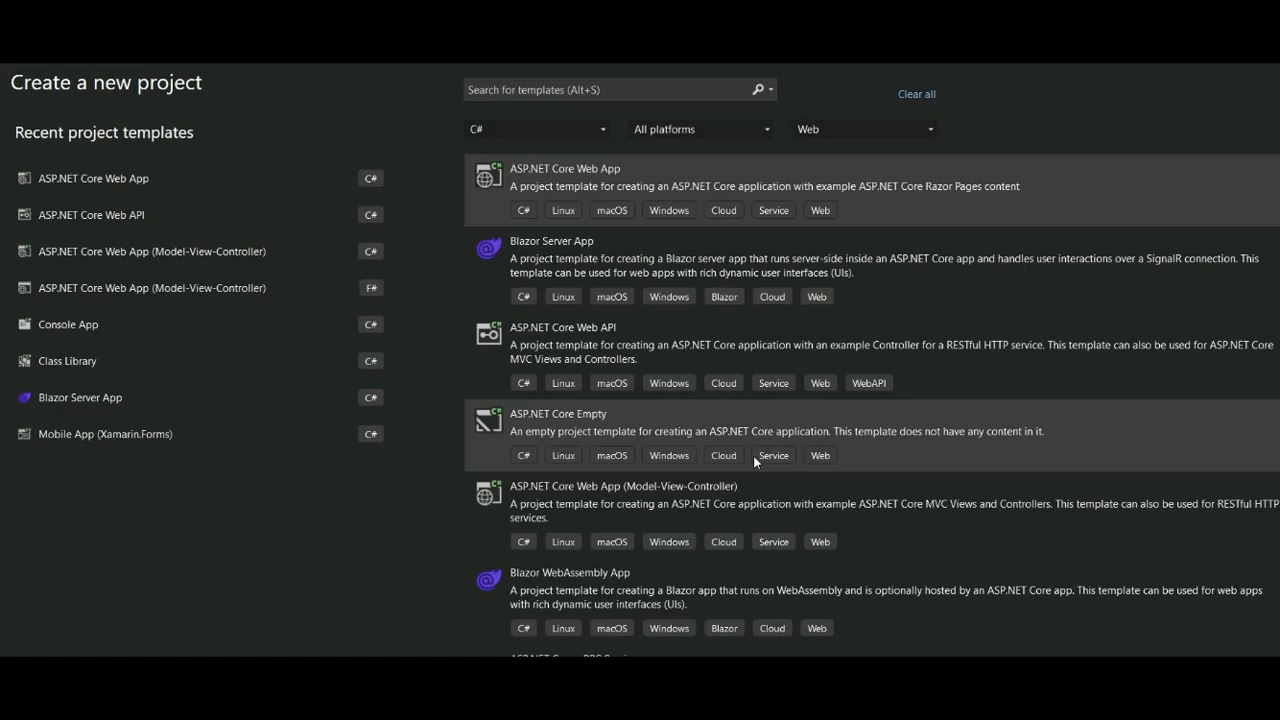 Create a new project
Recent project templates
ASP.NET Core Web App C#
ASP.NET Core Web API C#
ASP.NET Core Web App (Model-View-Controller) C#
ASP.NET Core Web App (Model-View-Controller) F#
Console App C#
Class Library C#
Blazor Server App C#
Mobile App (Xamarin.Forms) C#
Search for templates (Alt+S)
Clear all
C# All platforms Web
ASP.NET Core Web App
A project template for creating an ASP.NET Core application with example ASP.NET Core Razor Pages content
C# Linux macOS Windows Cloud Service Web
Blazor Server App
A project template for creating a Blazor server app that runs server-side inside an ASP.NET Core app and handles user interactions over a SignalR connection. This
template can be used for web apps with rich dynamic user interfaces (UIs).
C# Linux macOS Windows Blazor Cloud Web
ASP.NET Core Web API
A project template for creating an ASP.NET Core application with an example Controller for a RESTful HTTP service. This template can also be used for ASP.NET Core
MVC Views and Controllers.
C# Linux macOS Windows Cloud Service Web WebAPI
ASP.NET Core Empty
An empty project template for creating an ASP.NET Core application. This template does not have any content in it.
C# Linux macOS Windows Cloud Service Web
ASP.NET Core Web App (Model-View-Controller)
A project template for creating an ASP.NET Core application with example ASP.NET Core MVC Views and Controllers. This template can also be used for RESTful HTTP
services.
C# Linux macOS Windows Cloud Service Web
Blazor WebAssembly App
A project template for creating a Blazor app that runs on WebAssembly and is optionally hosted by an ASP.NET Core app. This template can be used for web apps
with rich dynamic user interfaces (UIs).
C# Linux macOS Windows Blazor Cloud Web